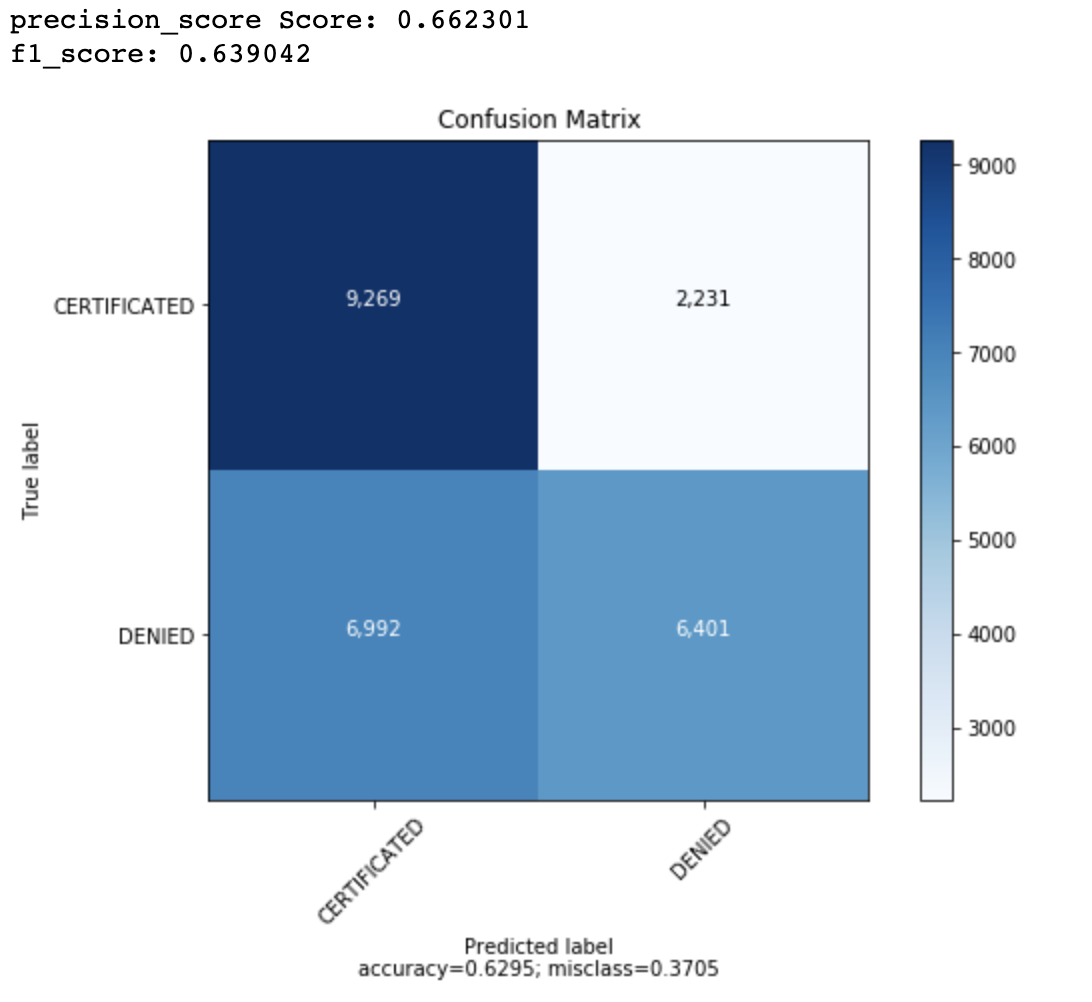 precision_score Score: 0.662301
f1_score: 0.639042
Confusion Matrix
9000
8000
7000
6000
5000
4000
3000
True label
CERTIFICATED
9,269
2,231
DENIED
6,992
6,401
CERTIFICATED
DENIED
Predicted label
accuracy=0.6295; misclass=0.3705